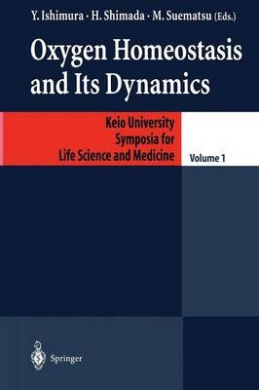 Y. Ishimura · H. Shimada · M. Suematsu (Eds.)
Oxygen Homeostasis
and Its Dynamics
Keio University
Symposia for
Life Science and Medicine
Volume 1
Springer